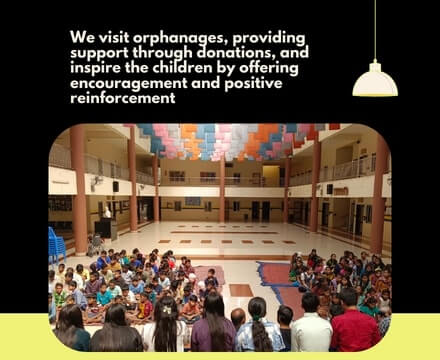 We visit orphanages, providing
support through donations, and
inspire the children by offering
encouragement and positive
reinforcement